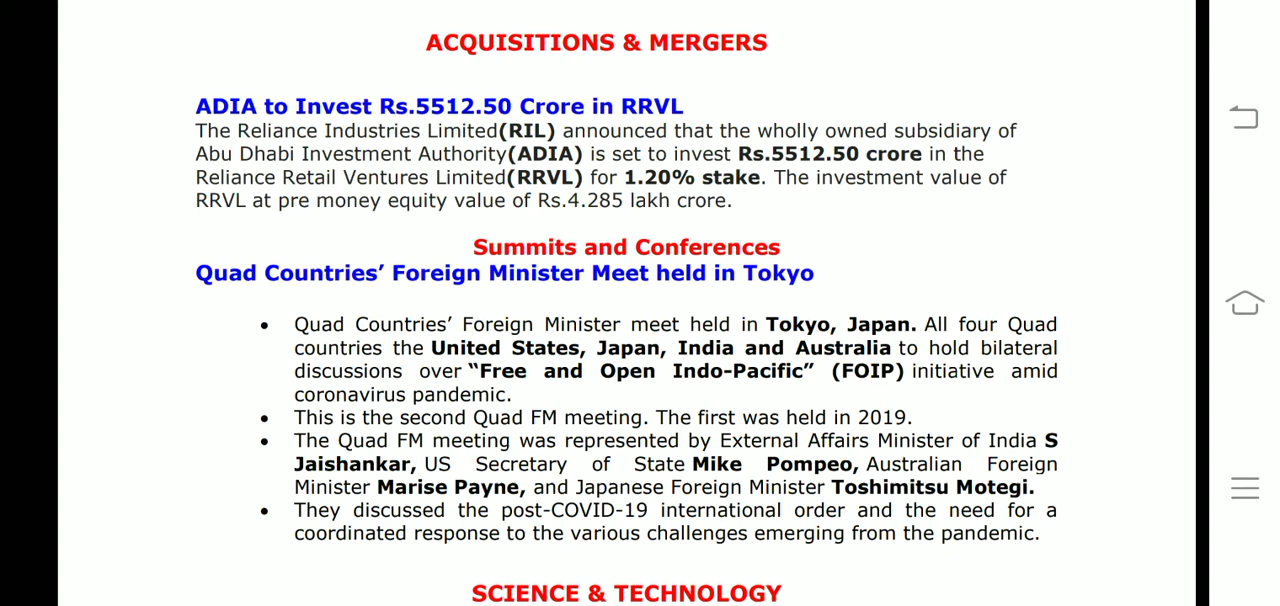 ACQUISITIONS & MERGERS
ADIA to Invest Rs.5512.50 Crore in RRVL
The Reliance Industries Limited(RIL) announced that the wholly owned subsidiary of
Abu Dhabi Investment Authority(ADIA) is set to invest Rs.5512.50 crore in the
Reliance Retail Ventures Limited(RRVL) for 1.20% stake. The investment value of
RRVL at pre money equity value of Rs.4.285 lakh crore.
Summits and Conferences
Quad Countries’ Foreign Minister Meet held in Tokyo
• Quad Countries’ Foreign Minister meet held in Tokyo, Japan. All four Quad
countries the United States, Japan, India and Australia to hold bilateral
discussions over “Free and Open Indo-Pacific” (FOIP) initiative amid
coronavirus pandemic.
• This is the second Quad FM meeting. The first was held in 2019.
• The Quad FM meeting was represented by External Affairs Minister of India S
Jaishankar, US Secretary of State Mike Pompeo, Australian Foreign
Minister Marise Payne, and Japanese Foreign Minister Toshimitsu Motegi.
• They discussed the post-COVID-19 international order and the need for a
coordinated response to the various challenges emerging from the pandemic.
SCIENCE & TECHNOLOGY